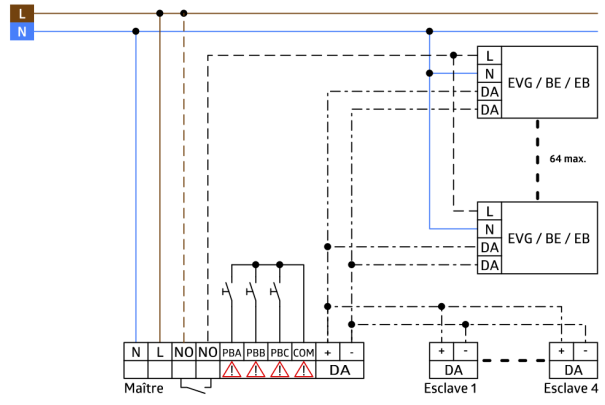 L
N
L
N
DA
DA
EVG / BE / EB
64 max.
L
N
DA
DA
EVG / BE / EB
N L NO NO PBA PBB PBC COM + -
! ! ! ! DA
Maître
+ -
DA
Esclave 1
+ -
DA
Esclave 4